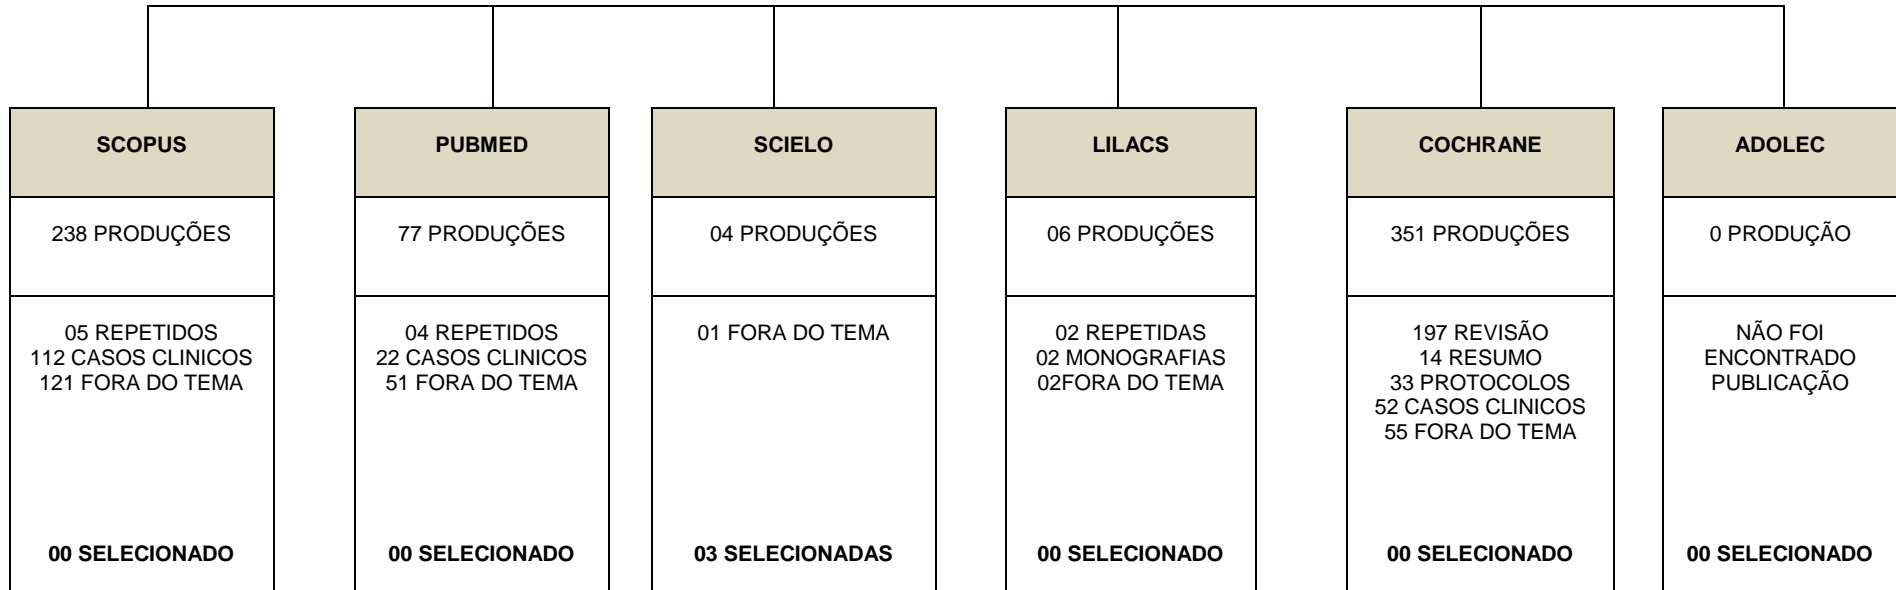 SCOPUS
238 PRODUÇÕES
05 REPETIDOS
112 CASOS CLINICOS
121 FORA DO TEMA
00 SELECIONADO
PUBMED
77 PRODUÇÕES
04 REPETIDOS
22 CASOS CLINICOS
51 FORA DO TEMA
00 SELECIONADO
SCIELO
04 PRODUÇÕES
01 FORA DO TEMA
03 SELECIONADAS
LILACS
06 PRODUÇÕES
02 REPETIDAS
02 MONOGRAFIAS
02FORA DO TEMA
00 SELECIONADO
COCHRANE
351 PRODUÇÕES
197 REVISÃO
14 RESUMO
33 PROTOCOLOS
52 CASOS CLINICOS
55 FORA DO TEMA
00 SELECIONADO
ADOLEC
0 PRODUÇÃO
NÃO FOI
ENCONTRADO
PUBLICAÇÃO
00 SELECIONADO